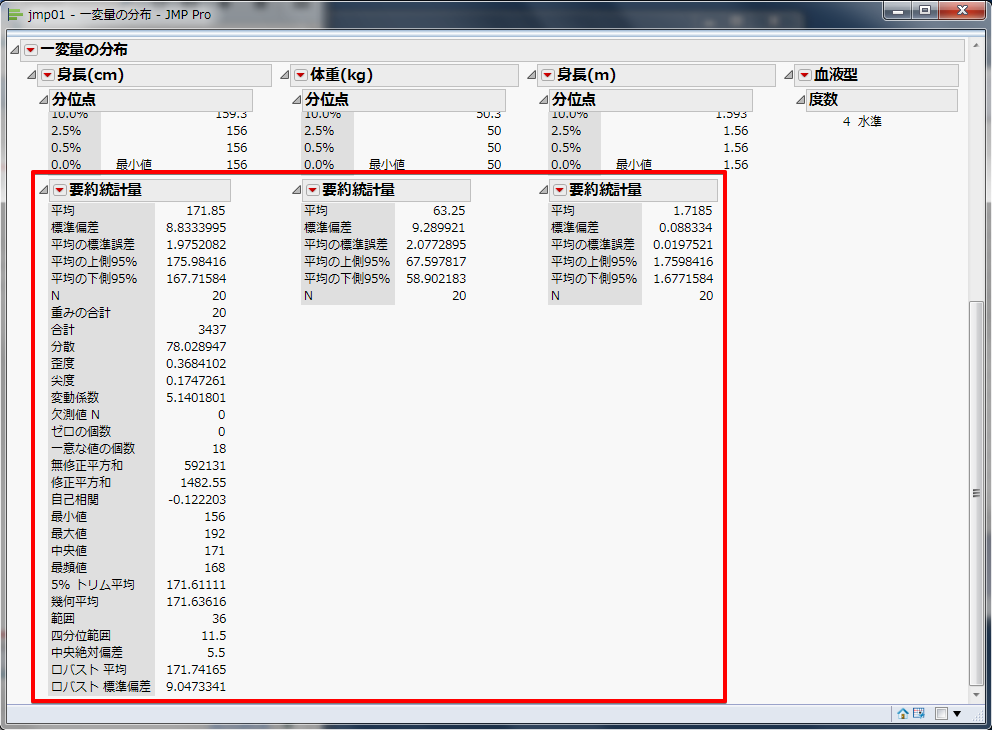 jmp01 - 一変量の分布 - JMP Pro
一変量の分布
身長(cm) 体重(kg) 身長(m) 血液型
分位点 分位点 分位点 度数
10.0% 159.3 10.0% 50.3 10.0% 1.593
4 水準
2.5% 156 2.5% 50 2.5% 1.56
0.5% 156 0.5% 50 0.5% 1.56
0.0% 最小値 156 0.0% 最小値 50 0.0% 最小値 1.56
要約統計量 要約統計量 要約統計量
平均 171.85 平均 63.25 平均 1.7185
標準偏差 8.8333995 標準偏差 9.289921 標準偏差 0.088334
平均の標準誤差 1.9752082 平均の標準誤差 2.0772895 平均の標準誤差 0.0197521
平均の上側95% 175.98416 平均の上側95% 67.597817 平均の上側95% 1.7598416
平均の下側95% 167.71584 平均の下側95% 58.902183 平均の下側95% 1.6771584
N 20 N 20 N 20
重みの合計 20
合計 3437
分散 78.028947
歪度 0.3684102
尖度 0.1747261
変動係数 5.1401801
欠測値 N 0
ゼロの個数 0
一意な値の個数 18
無修正平方和 592131
修正平方和 1482.55
自己相関 -0.122203
最小値 156
最大値 192
中央値 171
最頻値 168
5% トリム平均 171.61111
幾何平均 171.63616
範囲 36
四分位範囲 11.5
中央絶対偏差 5.5
ロバスト 平均 171.74165
ロバスト 標準偏差 9.0473341